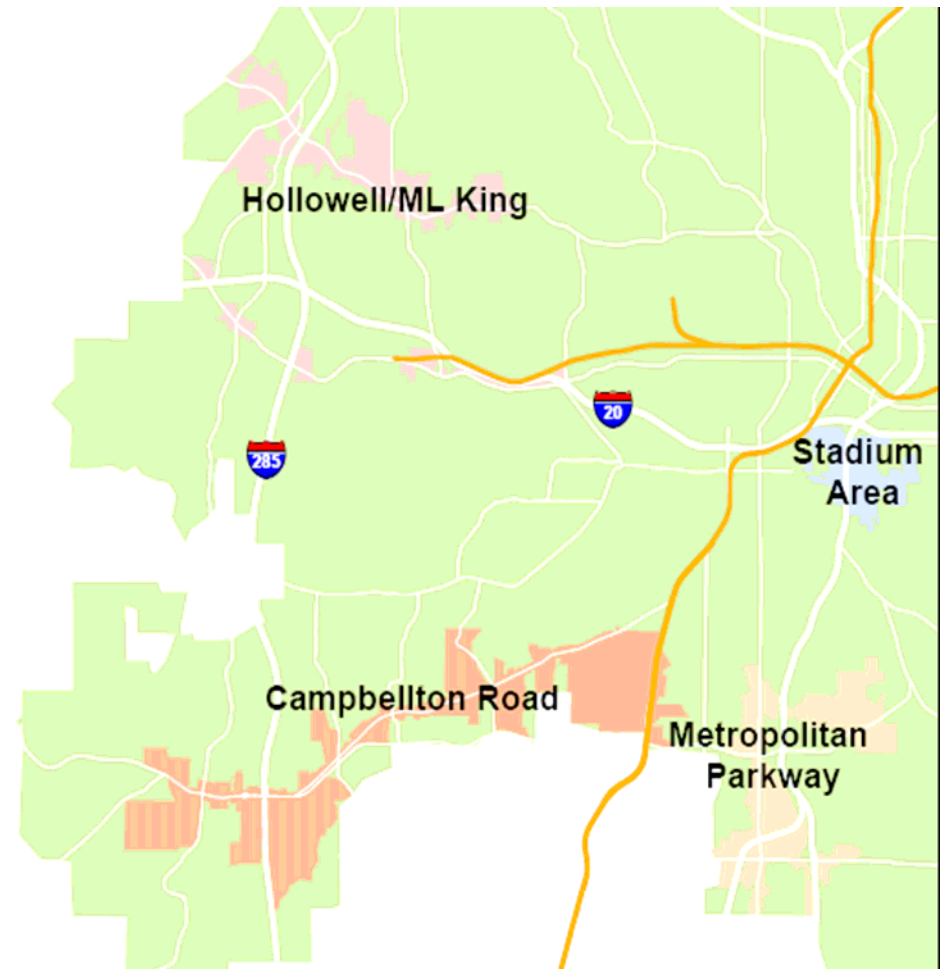 Hollowell/ML King
20
285
Stadium
Area
Campbellton Road
Metropolitan
Parkway